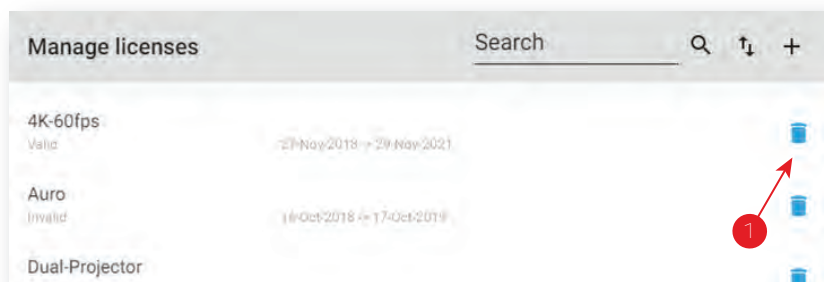 Manage licenses Search
4K-60fps
Valid 27-Nov-2018 -> 29-Nov-2021
Auro
Invalid 16-Oct-2018 -> 17-Oct-2019
1
Dual-Projector